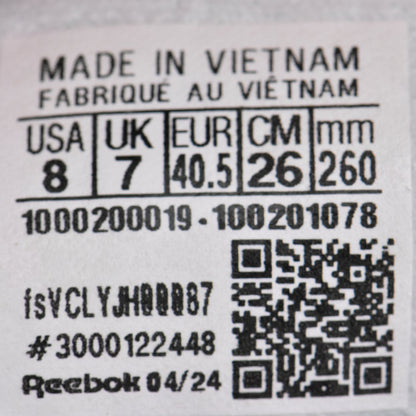 MADE IN VIETNAM
FABRIQUÉ AU VIÊTNAM
USA UK EUR CM mm
8 7 40.5 26 260
1000200019-100201078
#3000122448
Reebok 04/24